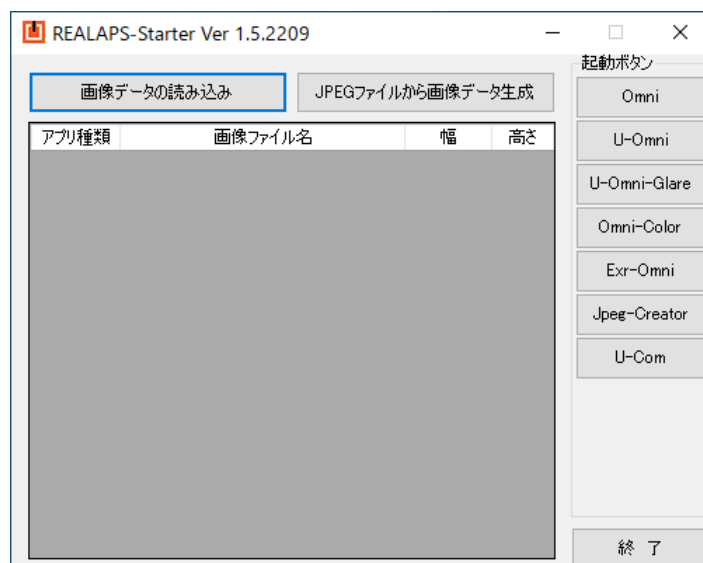 REALAPS-Starter Ver 1.5.2209
画像データの読み込み
JPEGファイルから画像データ生成
アプリ種類 画像ファイル名 幅 高さ
起動ボタン
Omni
U-Omni
U-Omni-Glare
Omni-Color
Exr-Omni
Jpeg-Creator
U-Com
終 了